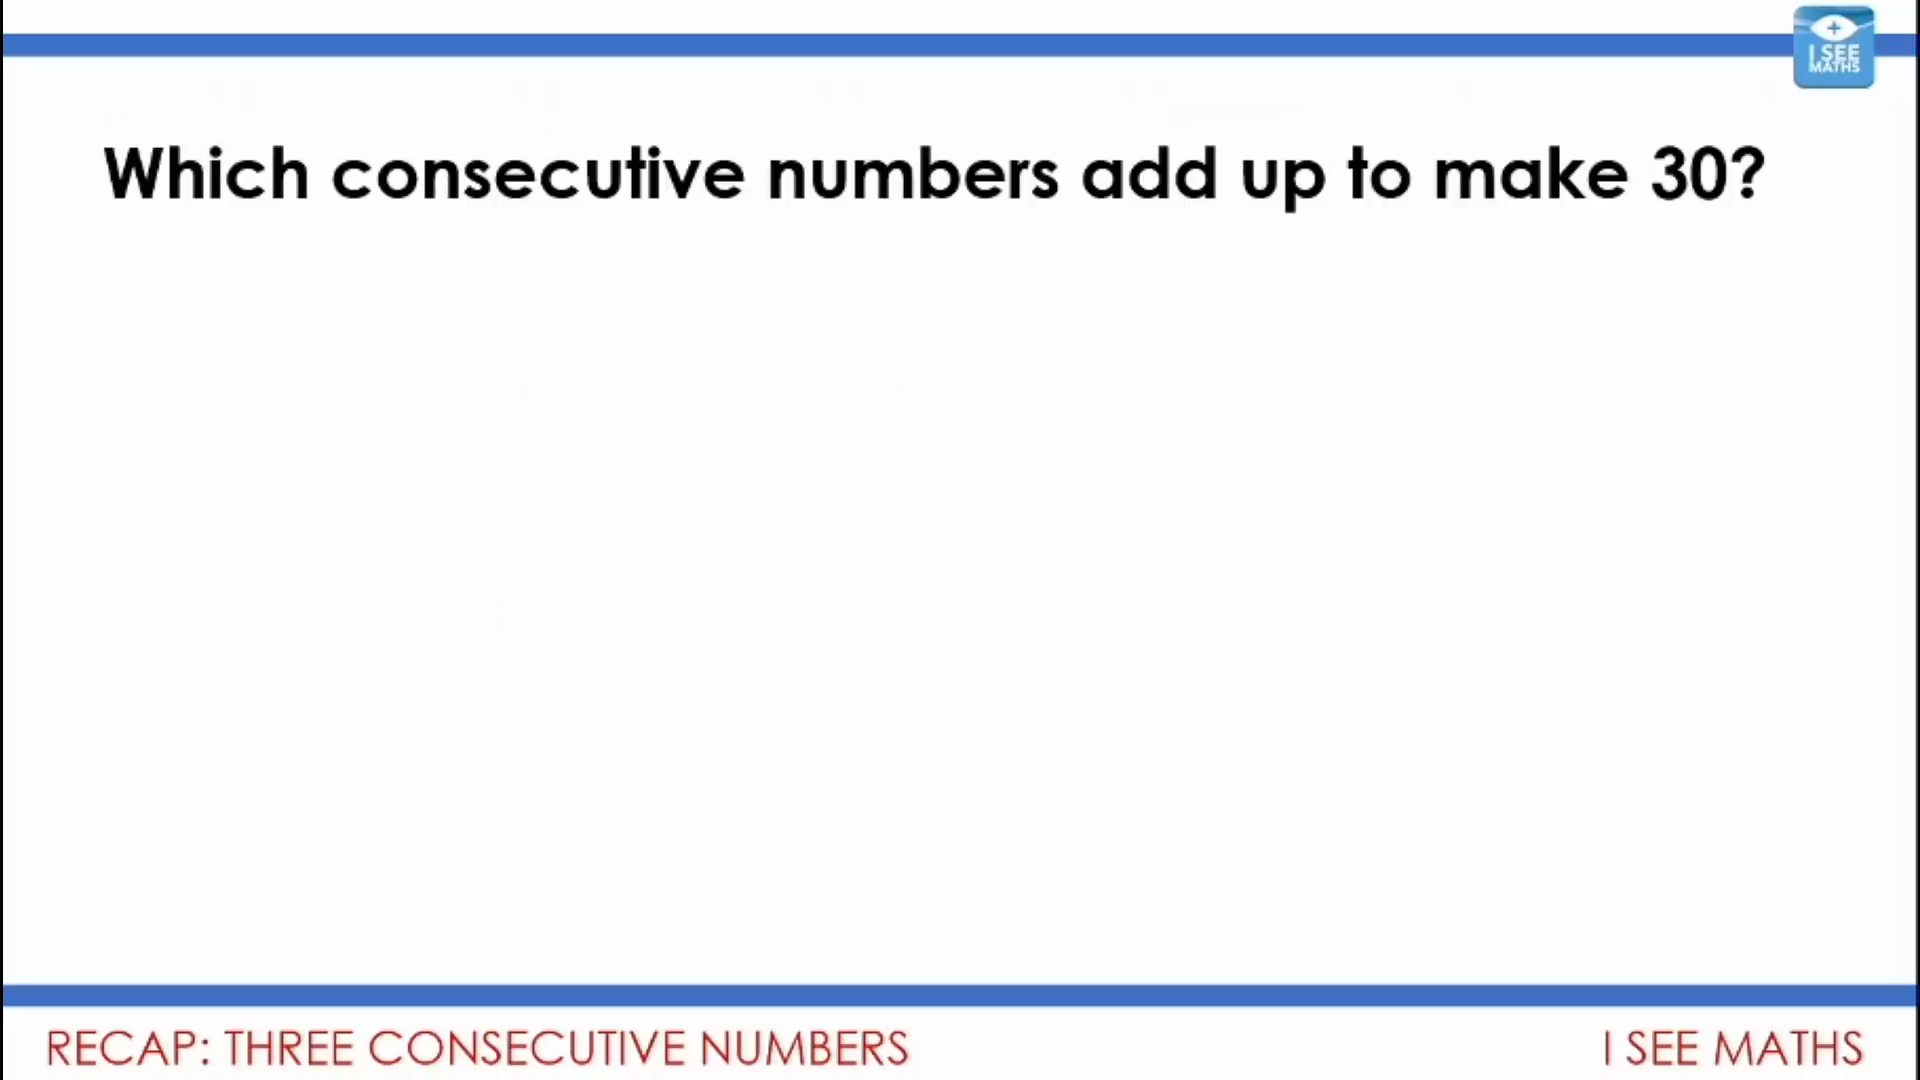 I SEE
MATHS
Which consecutive numbers add up to make 30?
RECAP: THREE CONSECUTIVE NUMBERS
I SEE MATHS